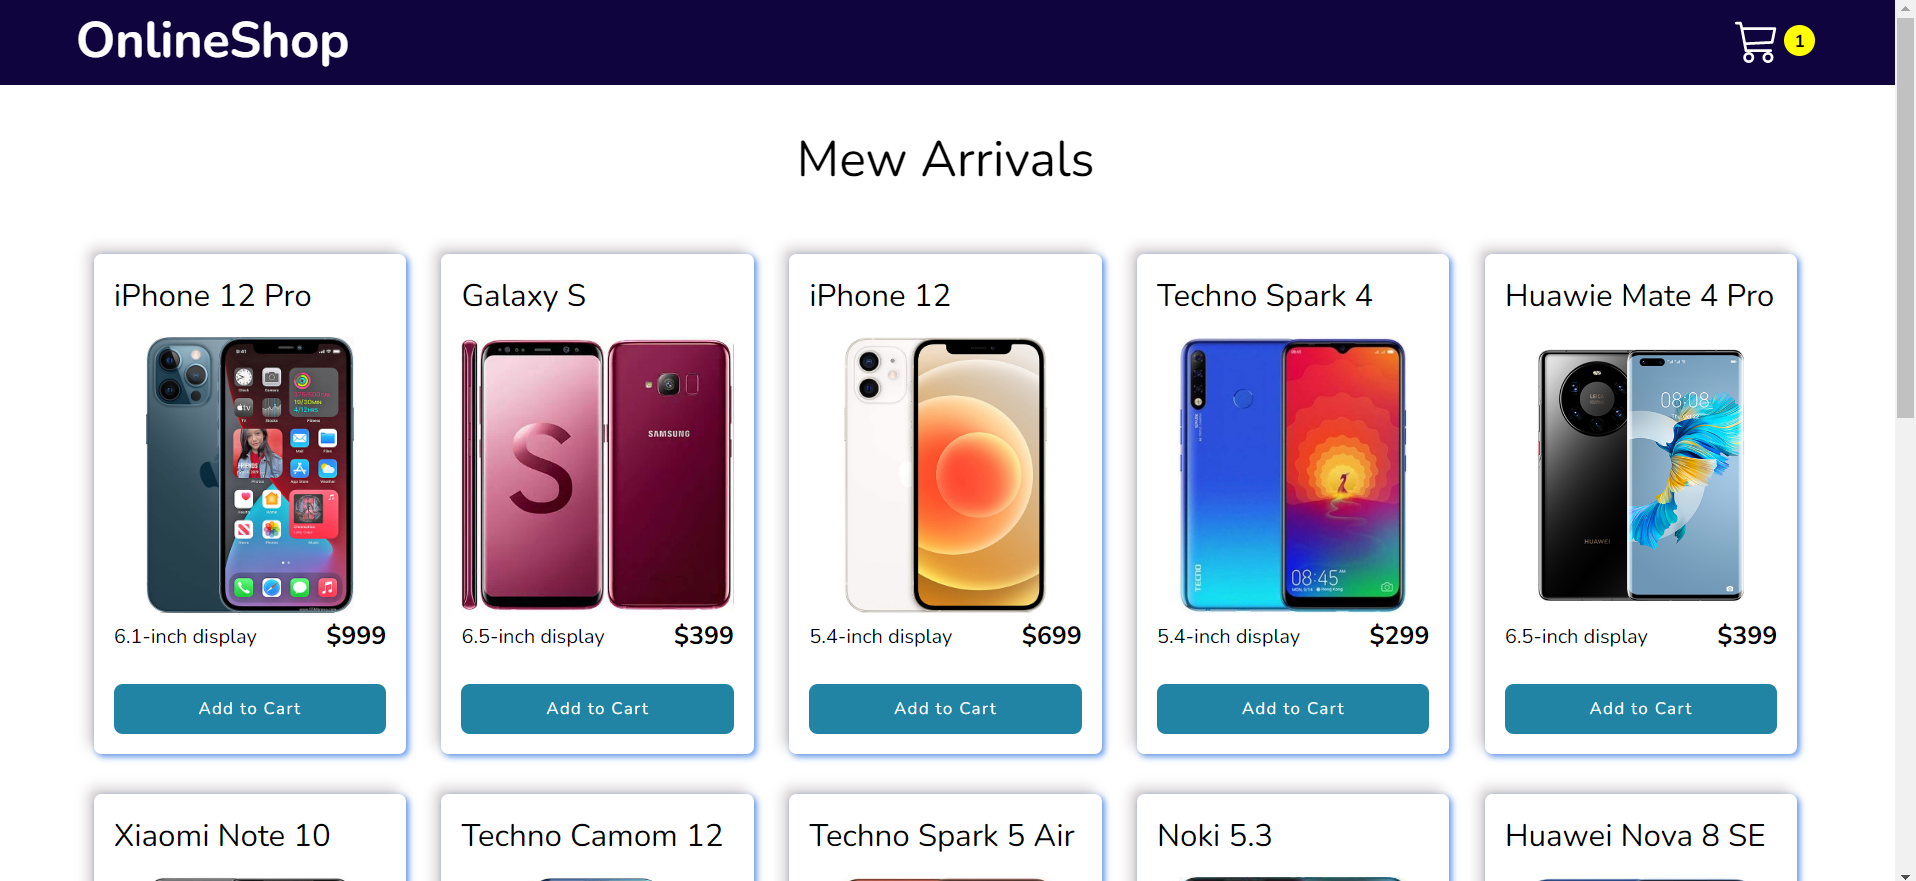 OnlineShop
1
Mew Arrivals
iPhone 12 Pro
Galaxy S
iPhone 12
Techno Spark 4
Huawie Mate 4 Pro
S
SAMSUNG
TECNO
08:45
08:08
HUAWEI
6.1-inch display
$999
6.5-inch display
$399
5.4-inch display
$699
5.4-inch display
$299
6.5-inch display
$399
Add to Cart
Add to Cart
Add to Cart
Add to Cart
Add to Cart
Xiaomi Note 10
Techno Camom 12
Techno Spark 5 Air
Noki 5.3
Huawei Nova 8 SE